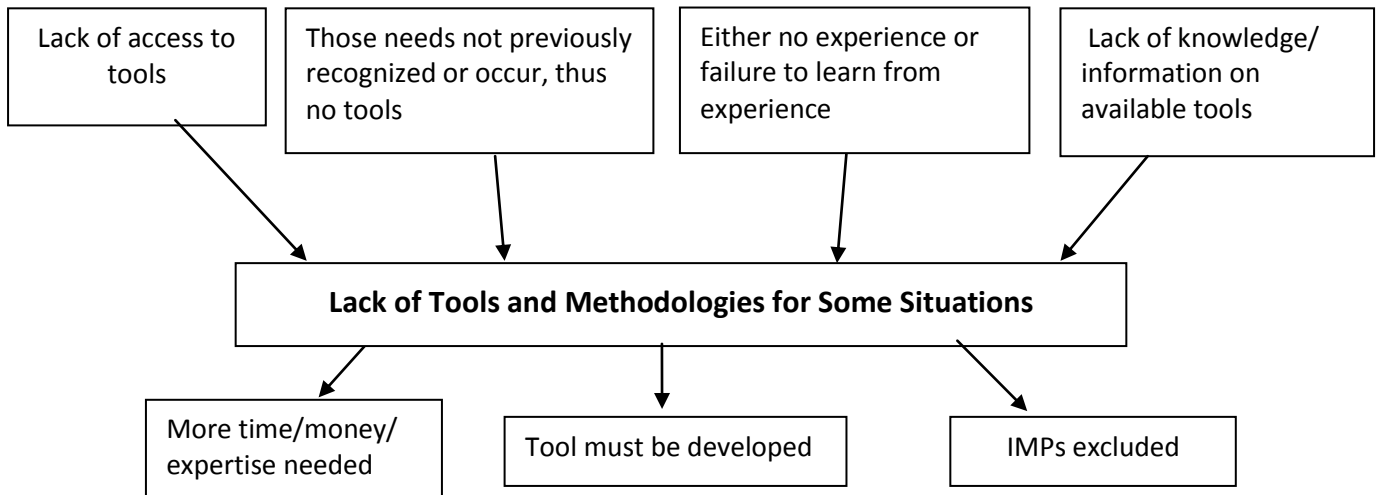 Lack of access to
tools
Those needs not previously
recognized or occur, thus
no tools
Either no experience or
failure to learn from
experience
Lack of knowledge/
information on
available tools
Lack of Tools and Methodologies for Some Situations
More time/money/
expertise needed
Tool must be developed
IMPs excluded